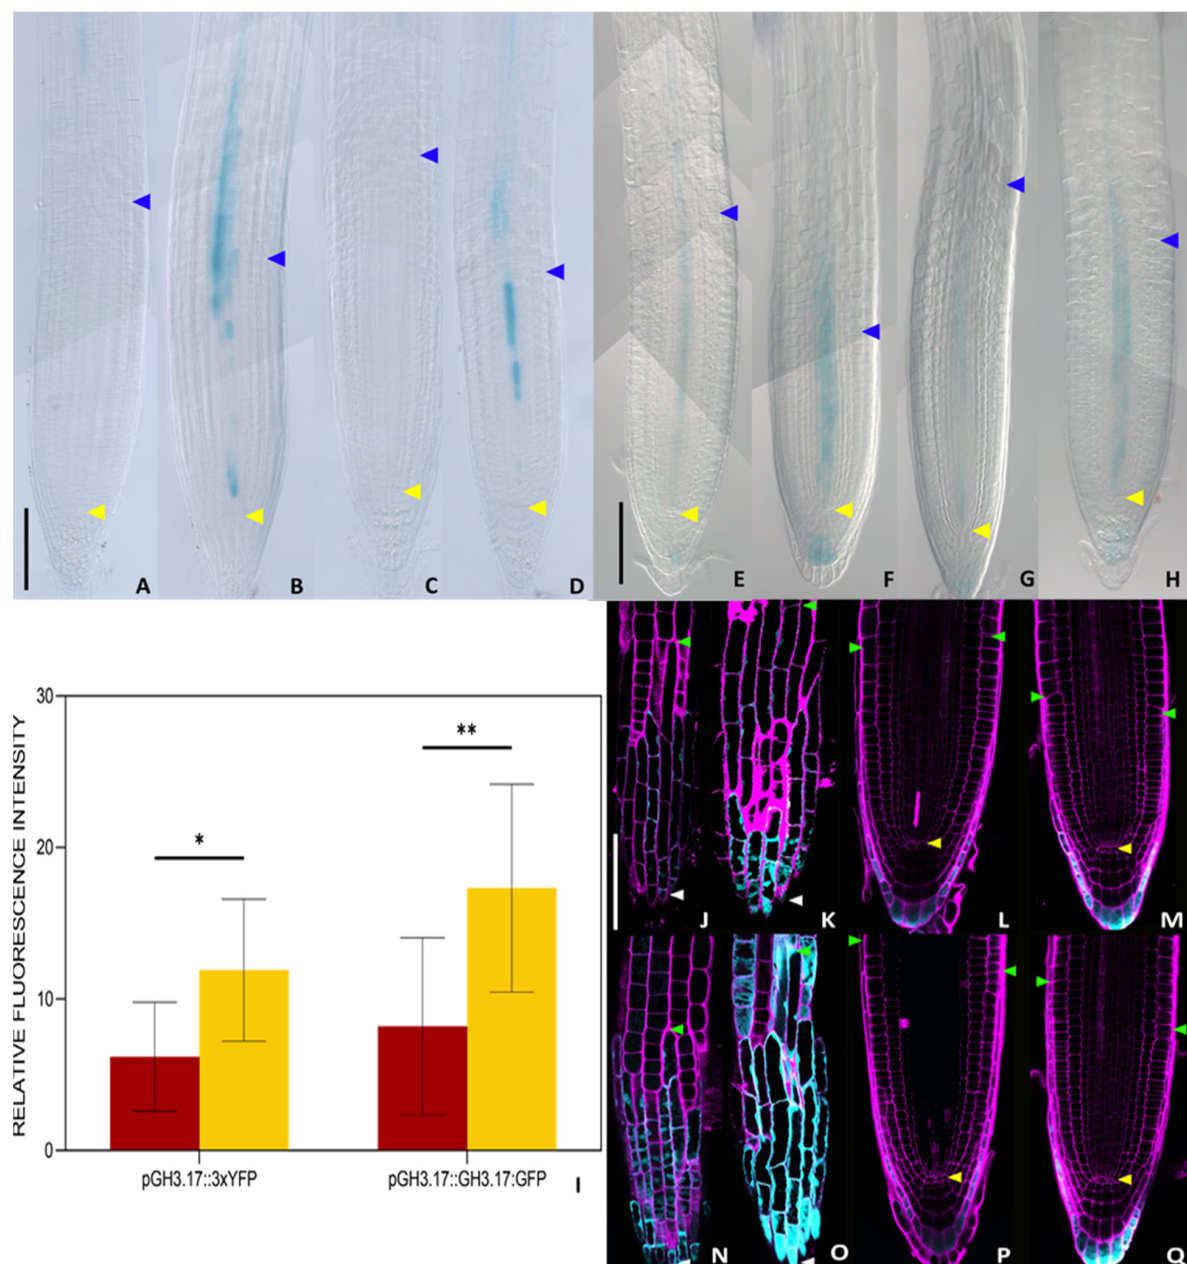 A B C D E F G H
RELATIVE FLUORESCENCE INTENSITY
30
20
10
0
*
**
pGH3.17::3xYFP pGH3.17::GH3.17:GFP I
J K L M
N O P Q